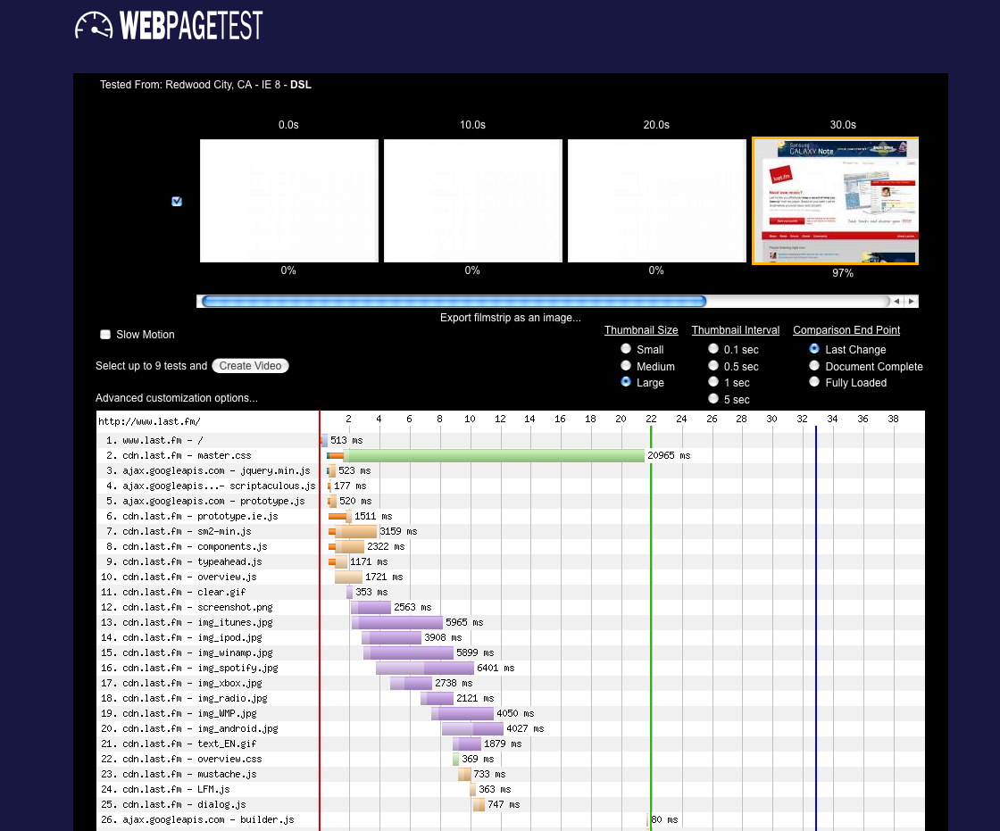 WEBPAGETEST
Tested From: Redwood City, CA - IE 8 - DSL
0.0s 10.0s 20.0s 30.0s
Samsung
GALAXY Note
last.fm
Need new music?
0% 0% 0% 97%
Export filmstrip as an image...
Slow Motion
Select up to 9 tests and Create Video
Advanced customization options...
Thumbnail Size
Small
Medium
Large
Thumbnail Interval
0.1 sec
0.5 sec
1 sec
5 sec
Comparison End Point
Last Change
Document Complete
Fully Loaded
http://www.last.fm/ 2 4 6 8 10 12 14 16 18 20 22 24 26 28 30 32 34 36 38
1. www.last.fm - / 513 ms
2. cdn.last.fm - master.css 20965 ms
3. ajax.googleapis.com - jquery.min.js 523 ms
4. ajax.googleapis...- scriptaculous.js 177 ms
5. ajax.googleapis.com - prototype.js 520 ms
6. cdn.last.fm - prototype.ie.js 1511 ms
7. cdn.last.fm - sm2-min.js 3159 ms
8. cdn.last.fm - components.js 2322 ms
9. cdn.last.fm - typeahead.js 1171 ms
10. cdn.last.fm - overview.js 1721 ms
11. cdn.last.fm - clear.gif 353 ms
12. cdn.last.fm - screenshot.png 2563 ms
13. cdn.last.fm - img_itunes.jpg 5965 ms
14. cdn.last.fm - img_ipod.jpg 3908 ms
15. cdn.last.fm - img_winamp.jpg 5899 ms
16. cdn.last.fm - img_spotify.jpg 6401 ms
17. cdn.last.fm - img_xbox.jpg 2738 ms
18. cdn.last.fm - img_radio.jpg 2121 ms
19. cdn.last.fm - img_WMP.jpg 4050 ms
20. cdn.last.fm - img_android.jpg 4027 ms
21. cdn.last.fm - text_EN.gif 1879 ms
22. cdn.last.fm - overview.css 369 ms
23. cdn.last.fm - mustache.js 733 ms
24. cdn.last.fm - LFM.js 363 ms
25. cdn.last.fm - dialog.js 747 ms
26. ajax.googleapis.com - builder.js 80 ms